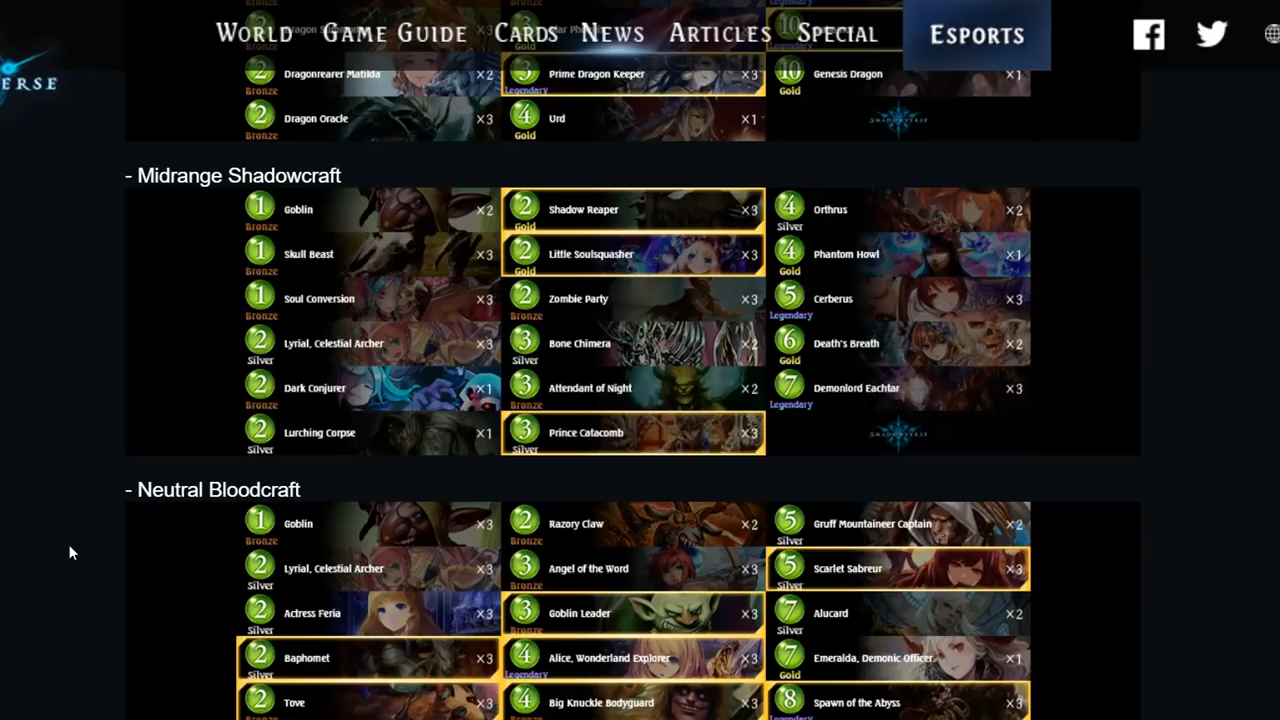 World Game Guide Cards News Articles Special Esports
ERSE
2 Bronze Dragonrearer Matilda ×2
3 Legendary Prime Dragon Keeper ×3
10 Gold Genesis Dragon ×1
2 Bronze Dragon Oracle ×3
4 Gold Urd ×1
SHADOWVERSE
- Midrange Shadowcraft
1 Bronze Goblin ×2
2 Gold Shadow Reaper ×3
4 Silver Orthrus ×2
1 Bronze Skull Beast ×3
2 Gold Little Soulsquasher ×3
4 Gold Phantom Howl ×1
1 Bronze Soul Conversion ×3
2 Zombie Party ×3
5 Legendary Cerberus ×3
2 Silver Lyrial, Celestial Archer ×3
3 Silver Bone Chimera ×2
6 Gold Death's Breath ×2
2 Bronze Dark Conjurer ×1
3 Bronze Attendant of Night ×2
7 Legendary Demonlord Eachtar ×3
2 Silver Lurching Corpse ×1
3 Silver Prince Catacomb ×3
SHADOWVERSE
- Neutral Bloodcraft
1 Bronze Goblin ×3
2 Bronze Razory Claw ×2
5 Silver Gruff Mountaineer Captain ×2
2 Silver Lyrial, Celestial Archer ×3
3 Bronze Angel of the Word ×3
5 Silver Scarlet Sabreur ×3
2 Silver Actress Feria ×3
3 Bronze Goblin Leader ×3
7 Silver Alucard ×2
2 Silver Baphomet ×3
4 Legendary Alice, Wonderland Explorer ×3
7 Gold Emeralda, Demonic Officer ×1
2 Bronze Tove ×3
4 Bronze Big Knuckle Bodyguard ×3
8 Legendary Spawn of the Abyss ×3